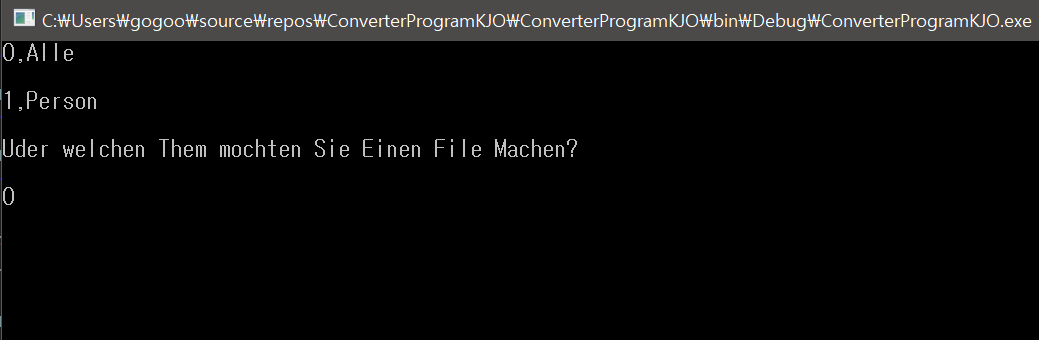 C:₩Users₩gogoo₩source₩repos₩ConverterProgramKJO₩ConverterProgramKJO₩bin₩Debug₩ConverterProgramKJO.exe
0,Alle
1,Person
Uder welchen Them mochten Sie Einen File Machen?
0